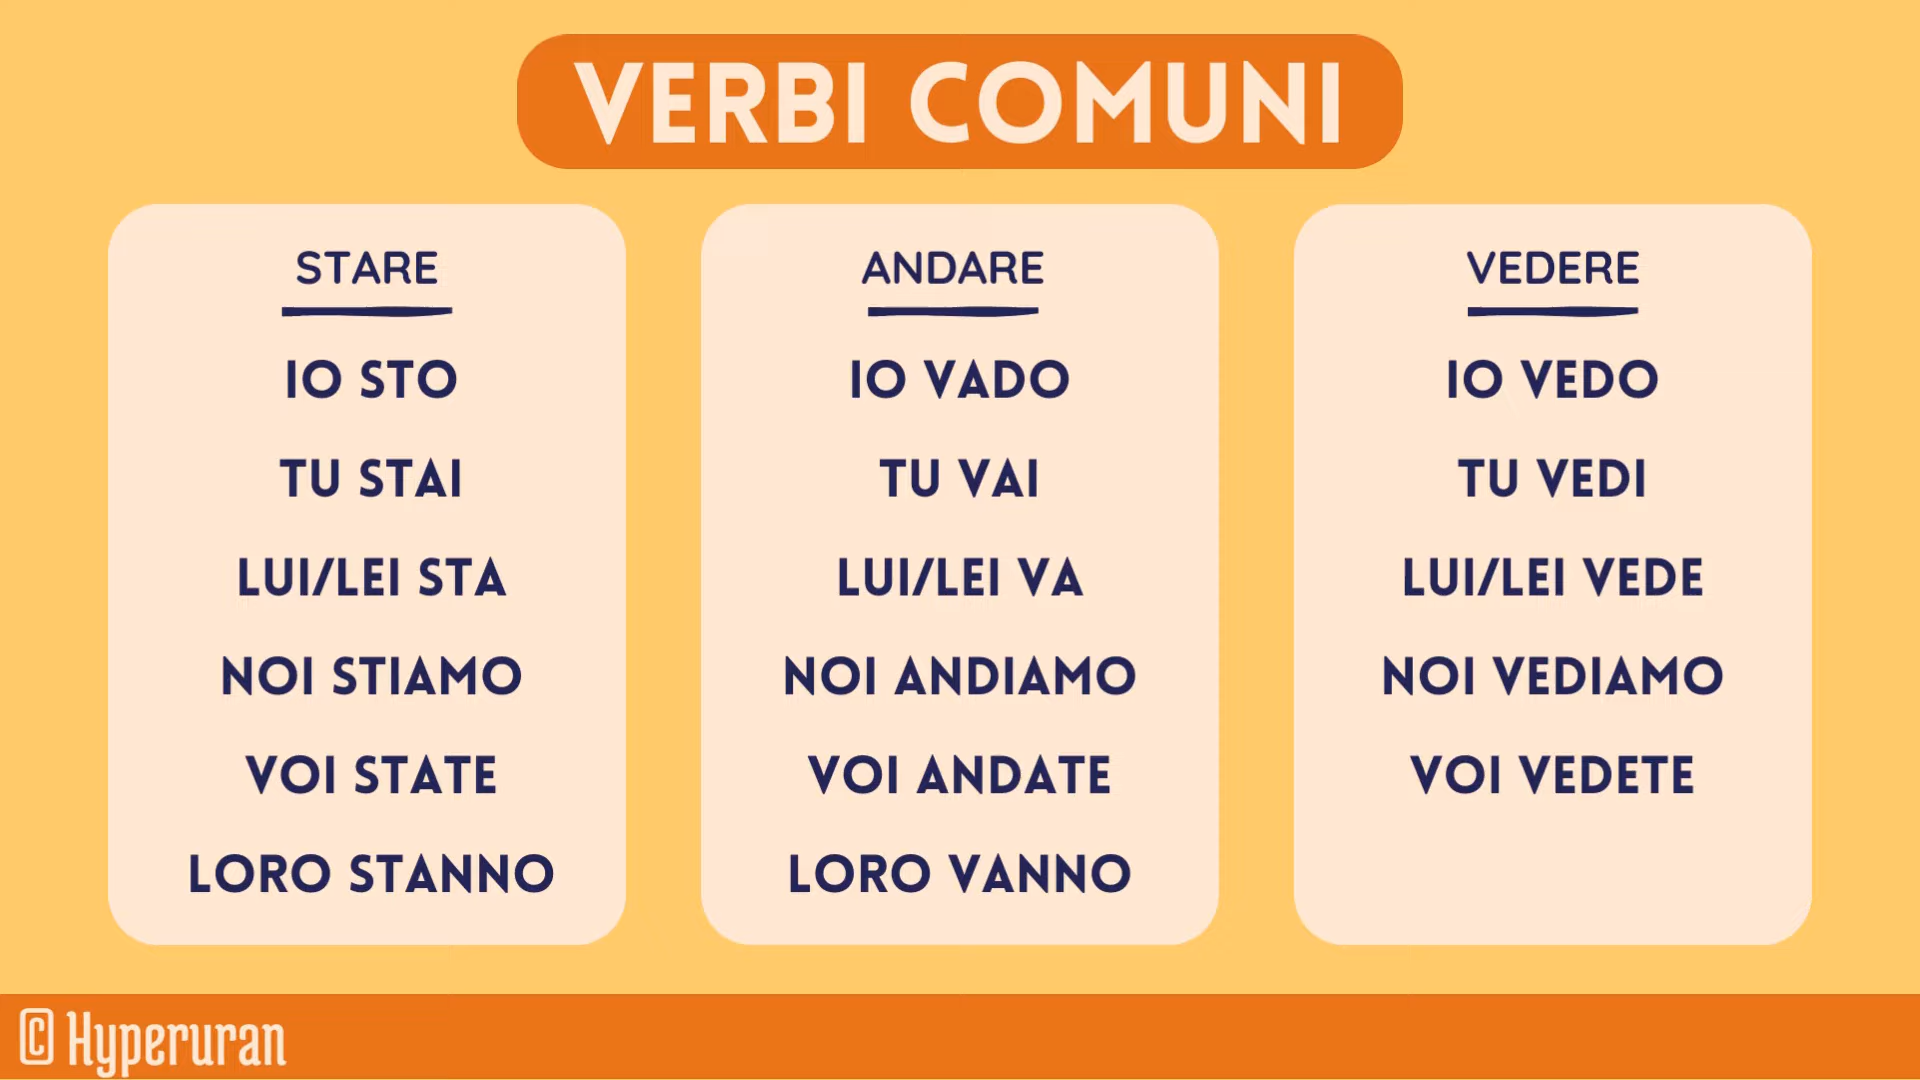 VERBI COMUNI
STARE
IO STO
TU STAI
LUI/LEI STA
NOI STIAMO
VOI STATE
LORO STANNO
ANDARE
IO VADO
TU VAI
LUI/LEI VA
NOI ANDIAMO
VOI ANDATE
LORO VANNO
VEDERE
IO VEDO
TU VEDI
LUI/LEI VEDE
NOI VEDIAMO
VOI VEDETE
© Hyperuran